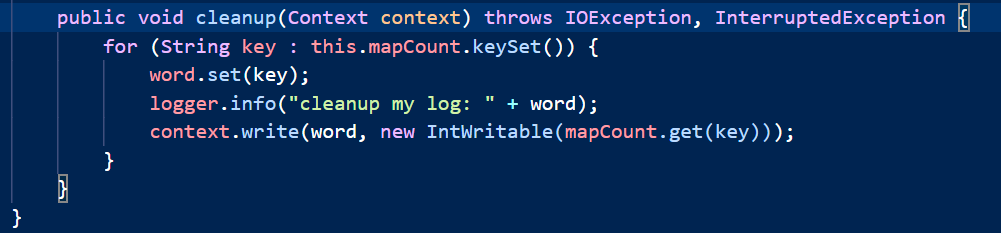 public void cleanup(Context context) throws IOException, InterruptedException {
for (String key : this.mapCount.keySet()) {
word.set(key);
logger.info("cleanup my log: " + word);
context.write(word, new IntWritable(mapCount.get(key)));
}
}
}